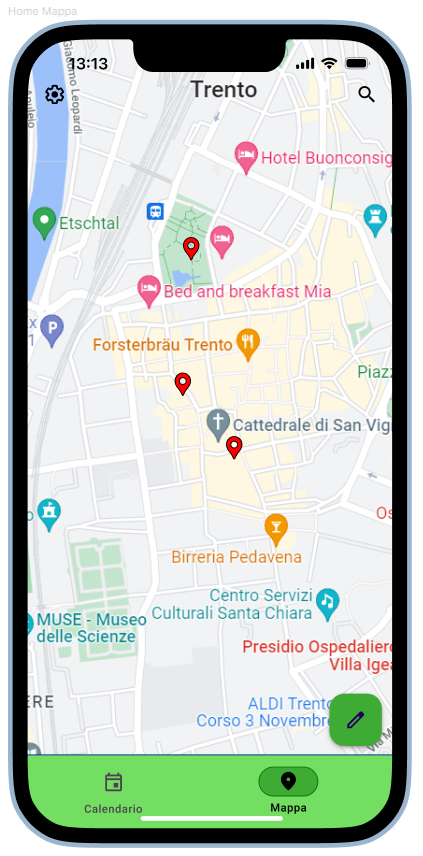 Home Mappa
13:13
Trento
Giacomo Leopardi
Hotel Buonconsig
Etschtal
Bed and breakfast Mia
x
1
P
Forsterbräu Trento
Piazz
Cattedrale di San Vig
o
Os
Birreria Pedavena
Centro Servizi
Culturali Santa Chiara
MUSE - Museo
delle Scienze
Presidio Ospedaliero
Villa Igea
ERE
ALDI Trento
Corso 3 Novembre
Via M
Calendario
Mappa